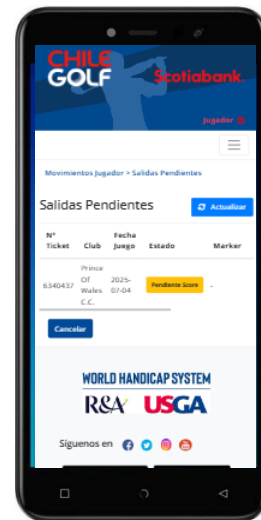 CHILE
GOLF
Scotiabank.
Jugador
Movimientos Jugador > Salidas Pendientes
Salidas Pendientes
Actualizar
N° Ticket Club Fecha Juego Estado Marker
6340437 Prince Of Wales C.C. 2025-07-04 Pendiente Score -
Cancelar
WORLD HANDICAP SYSTEM
R&A USGA
Síguenos en